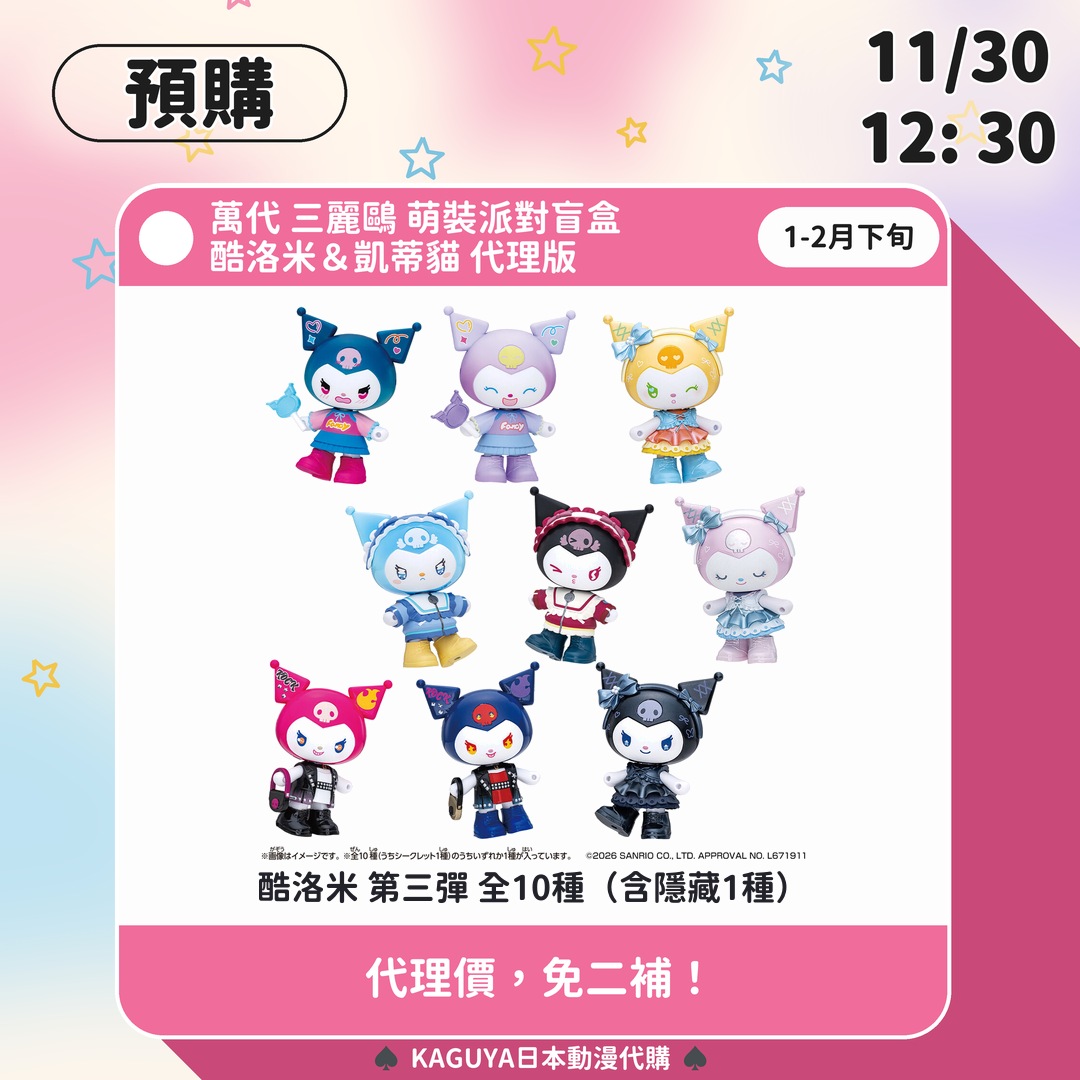 預購
11/30
12:30
萬代 三麗鷗 萌裝派對盲盒
酷洛米&凱蒂貓 代理版
1-2月下旬
Fancy
Fancy
ROCK
ROCK
※画像はイメージです。※全10種(うちシークレット1種)のうちいずれか1種が入っています。 ©2026 SANRIO CO., LTD. APPROVAL NO. L671911
酷洛米 第三彈 全10種(含隱藏1種)
代理價,免二補!
♠ KAGUYA日本動漫代購 ♠